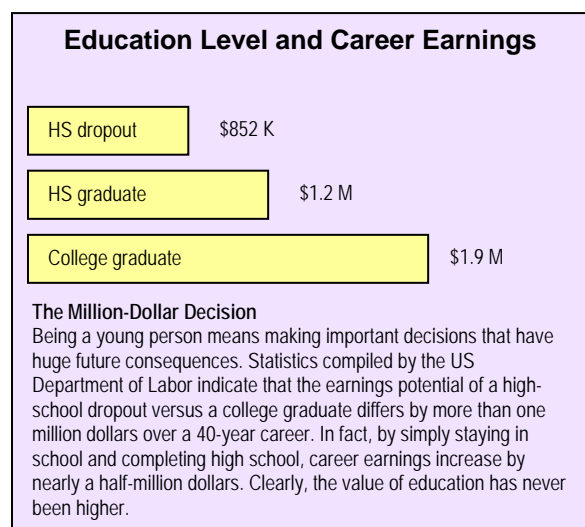 Education Level and Career Earnings
HS dropout $852 K
HS graduate $1.2 M
College graduate $1.9 M
The Million-Dollar Decision
Being a young person means making important decisions that have
huge future consequences. Statistics compiled by the US
Department of Labor indicate that the earnings potential of a high-
school dropout versus a college graduate differs by more than one
million dollars over a 40-year career. In fact, by simply staying in
school and completing high school, career earnings increase by
nearly a half-million dollars. Clearly, the value of education has never
been higher.